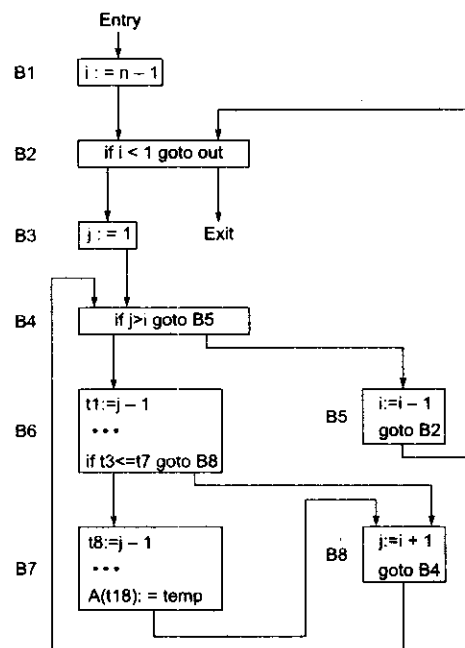 Entry
B1
i : = n – 1
B2
if i < 1 goto out
B3
j : = 1
Exit
B4
if j>i goto B5
B6
t1:=j – 1
•••
if t3<=t7 goto B8
B5
i:=i – 1
goto B2
B7
t8:=j – 1
•••
A(t18): = temp
B8
j:=i + 1
goto B4